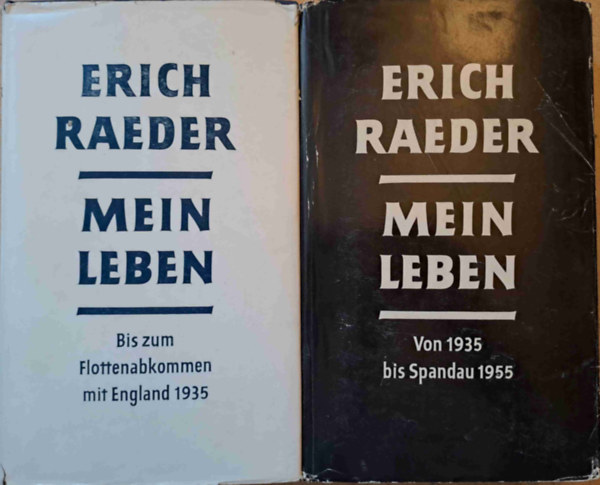 ERICH
RAEDER
MEIN
LEBEN
Bis zum
Flottenabkommen
mit England 1935
ERICH
RAEDER
MEIN
LEBEN
Von 1935
bis Spandau 1955